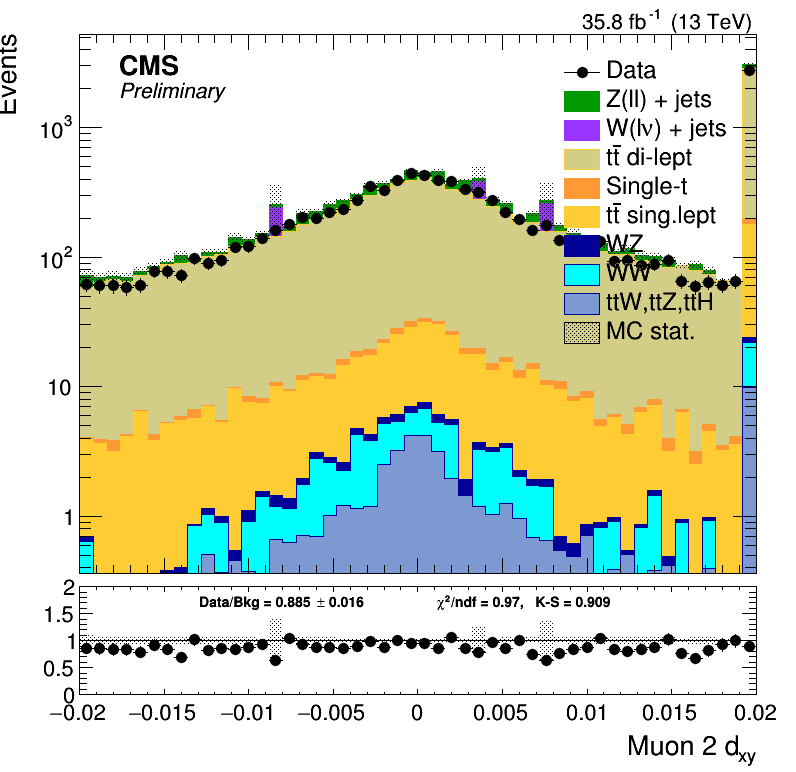 35.8 fb⁻¹ (13 TeV)
Events
CMS
Preliminary
Data
Z(ll) + jets
W(lν) + jets
tt̄ di-lept
Single-t
tt̄ sing.lept
WZ
WW
ttW,ttZ,ttH
MC stat.
10³
10²
10
1
Data/Bkg = 0.885 ± 0.016
χ²/ndf = 0.97, K-S = 0.909
2
1.5
1
0.5
0
−0.02 −0.015 −0.01 −0.005 0 0.005 0.01 0.015 0.02
Muon 2 d_xy